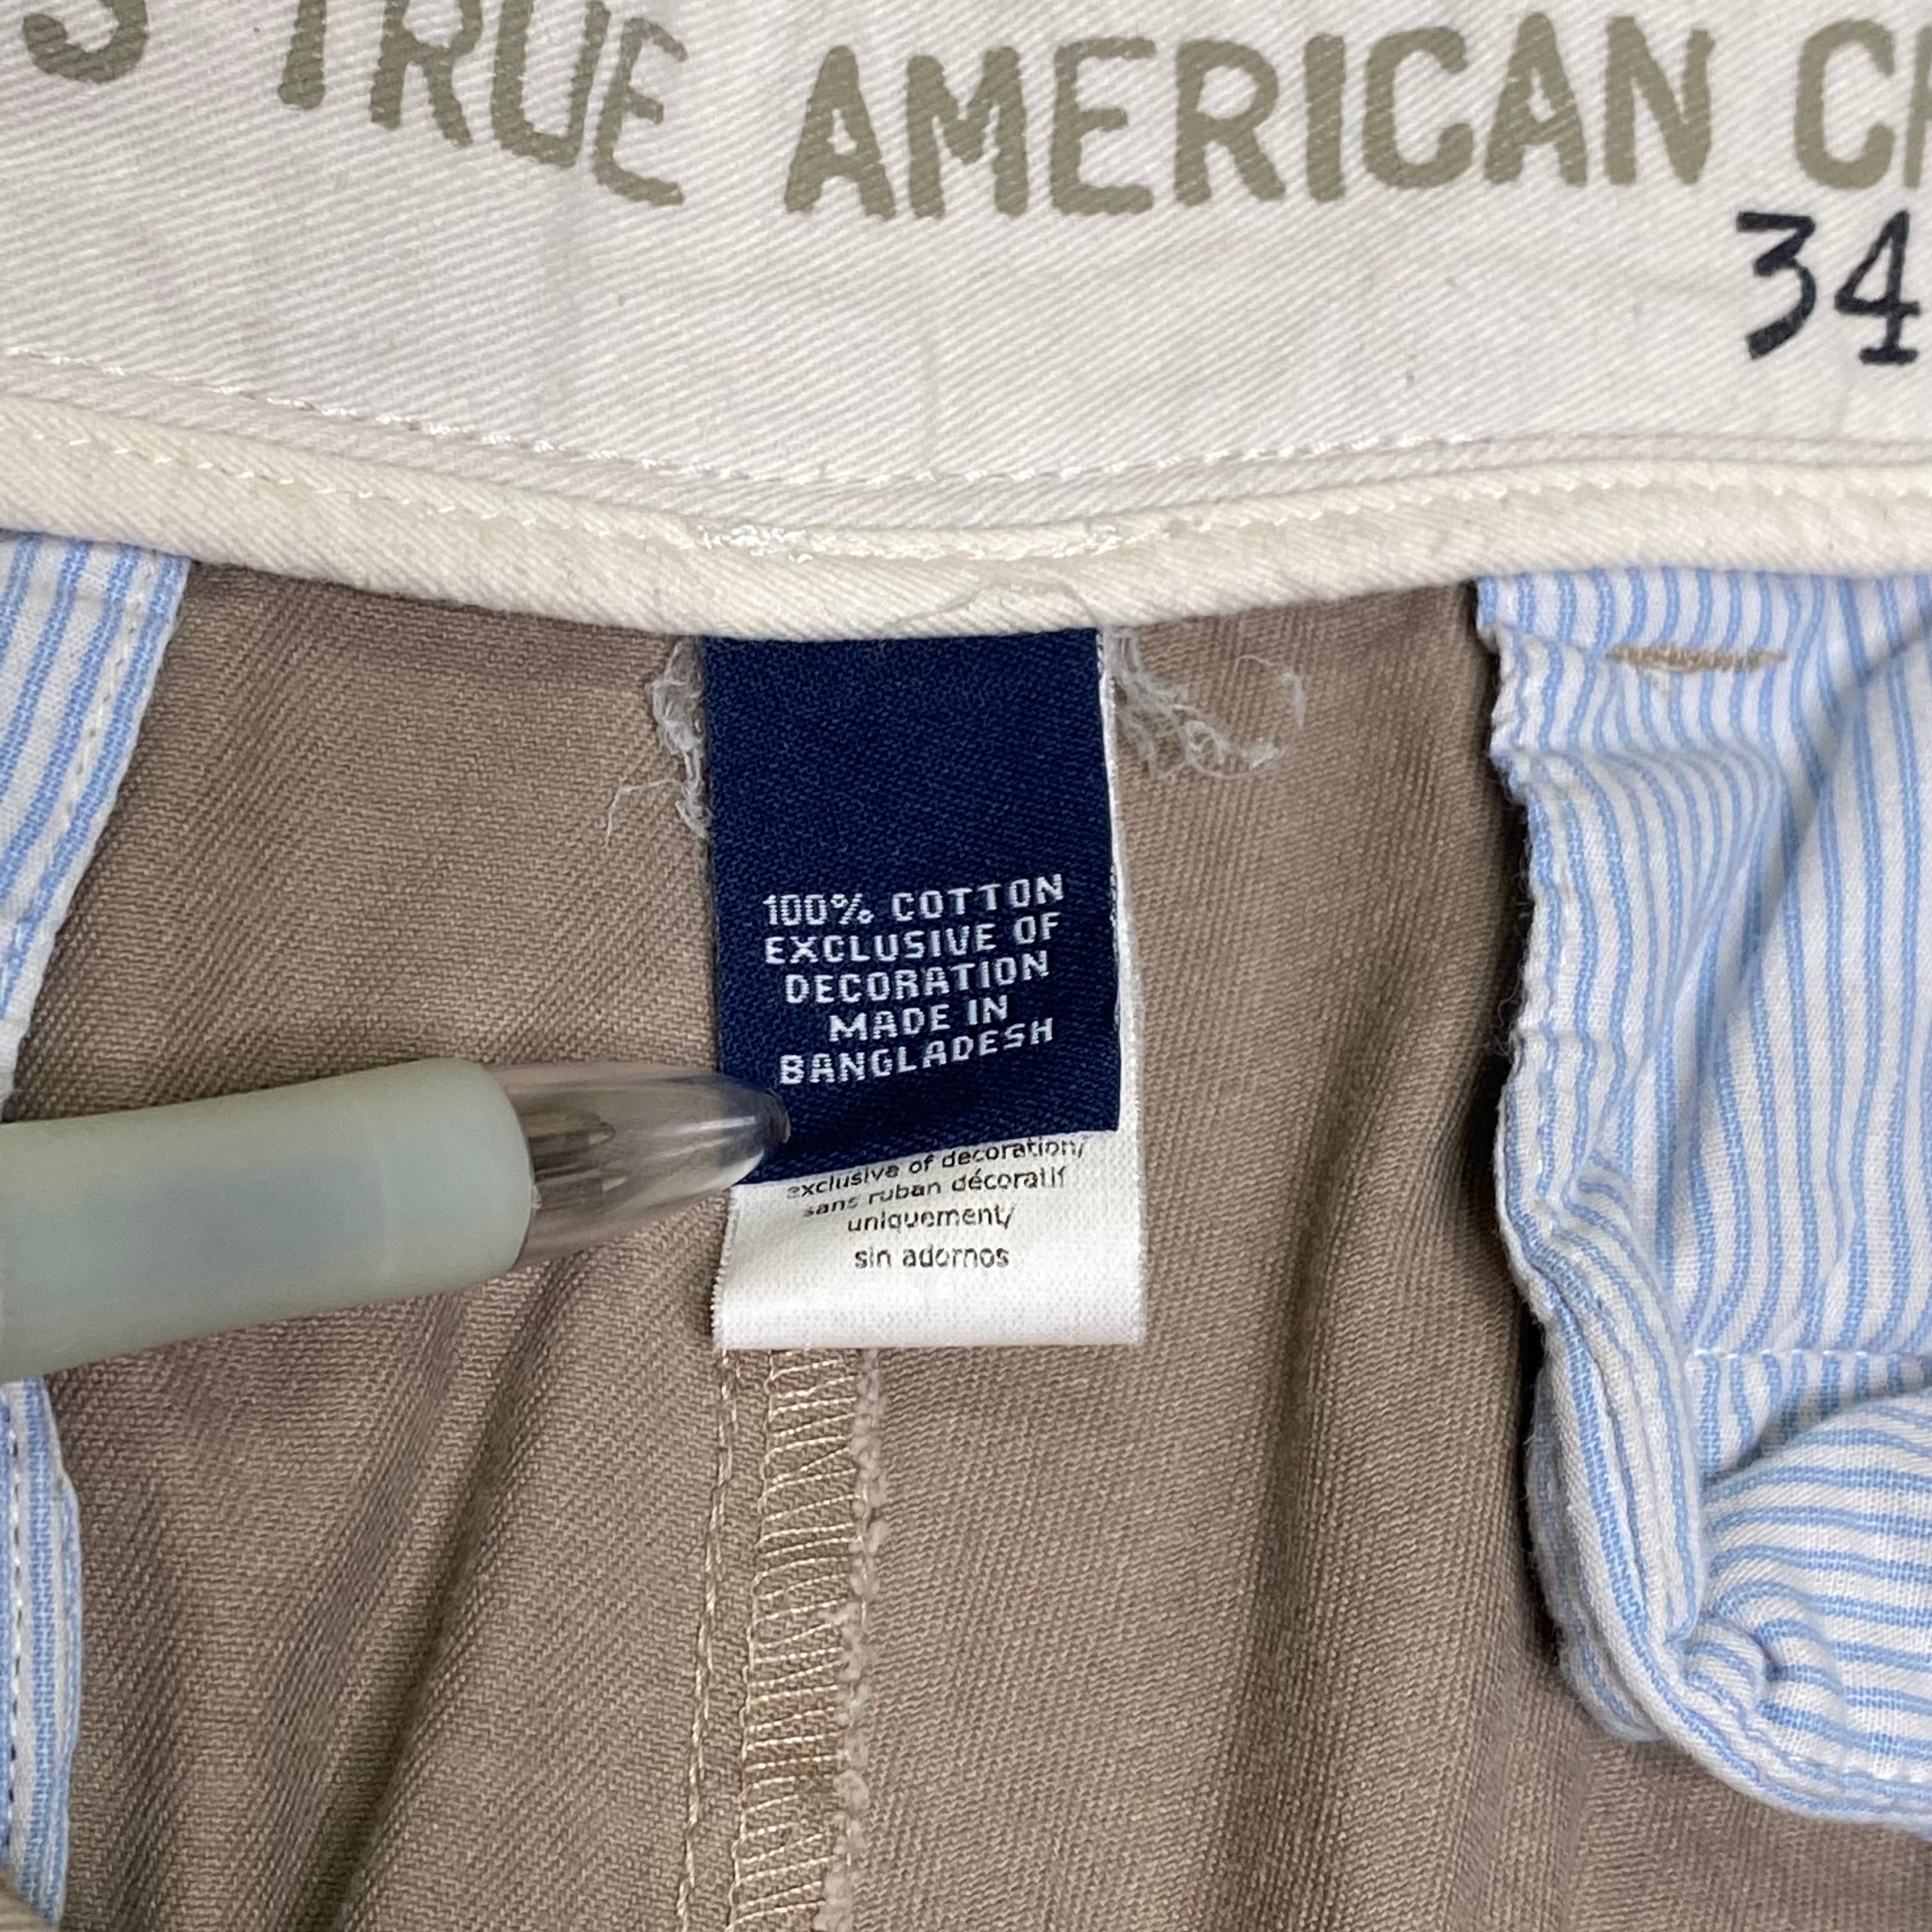 S TRUE AMERICAN
34
100% COTTON
EXCLUSIVE OF
DECORATION
MADE IN
BANGLADESH
exclusive of decoration/
sans ruban décoratif
uniquement/
sin adornos